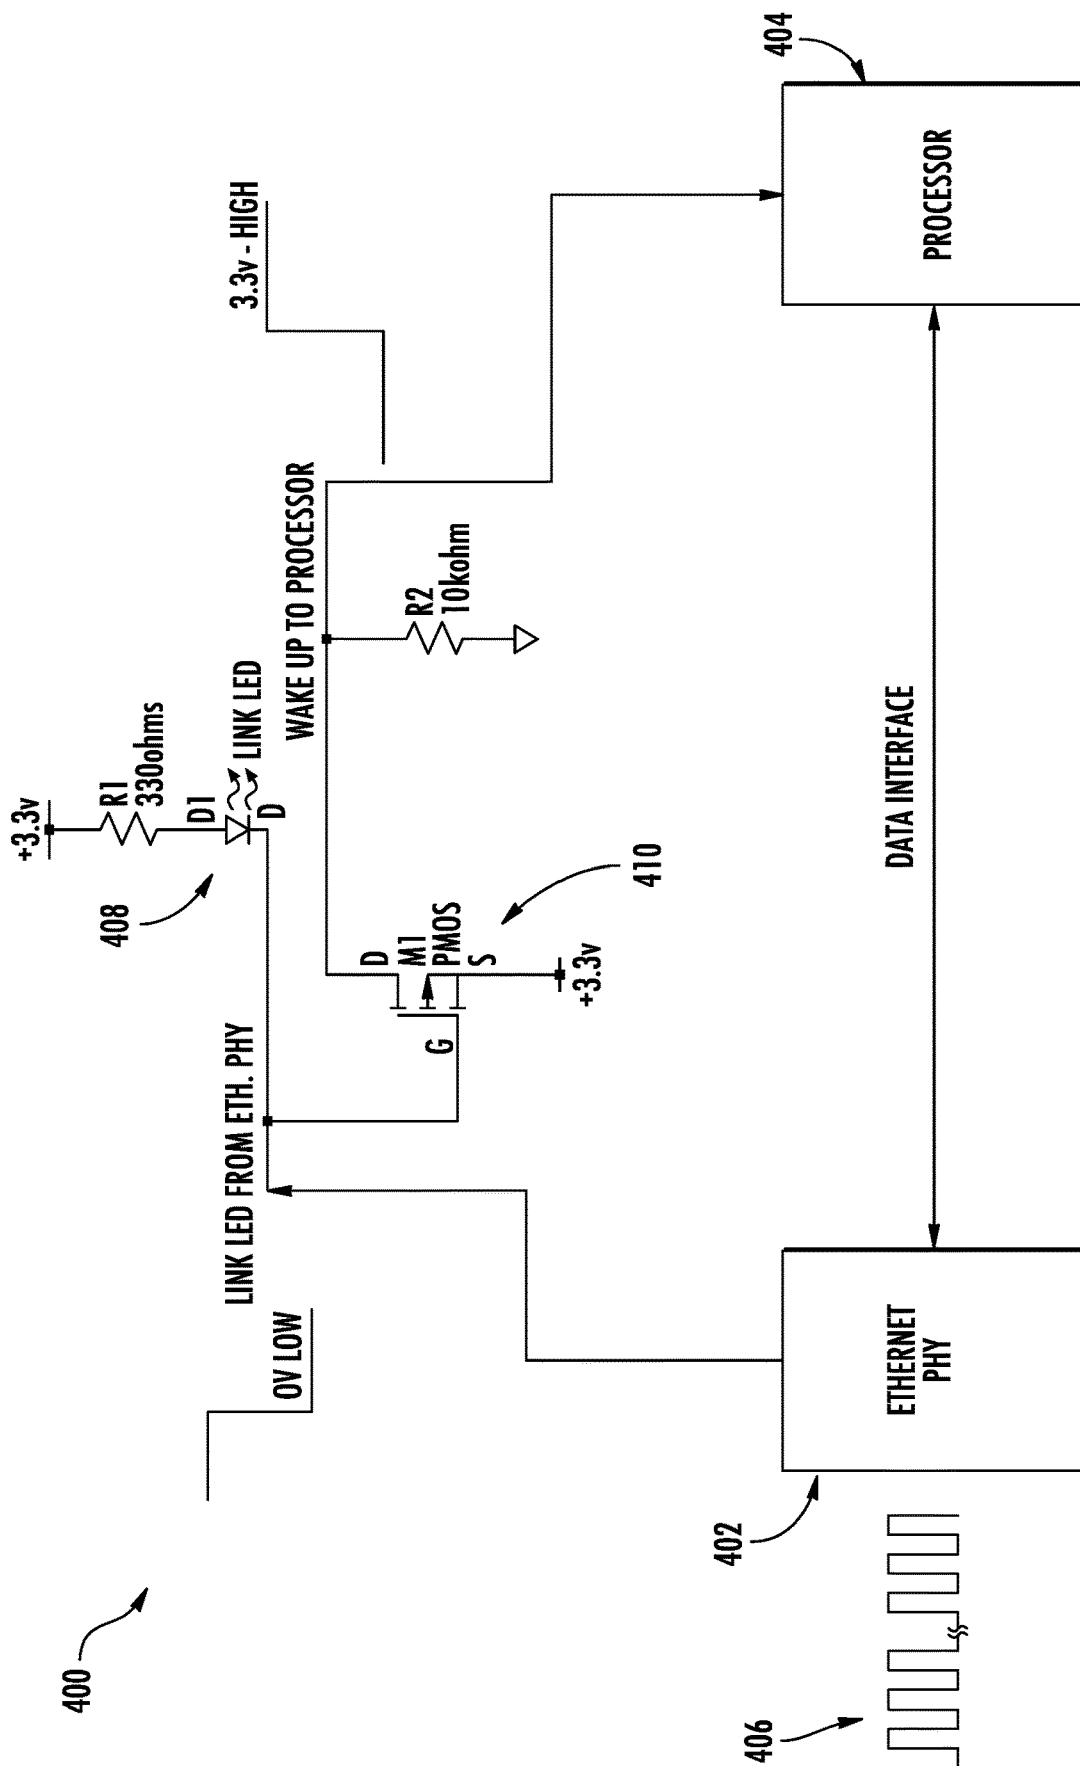 400
0V LOW
LINK LED FROM ETH. PHY
408
+3.3v
R1
330ohms
D1
D
LINK LED
WAKE UP TO PROCESSOR
3.3v - HIGH
G
D
M1
PMOS
S
+3.3v
410
R2
10kohm
406
402
ETHERNET
PHY
DATA INTERFACE
PROCESSOR
404